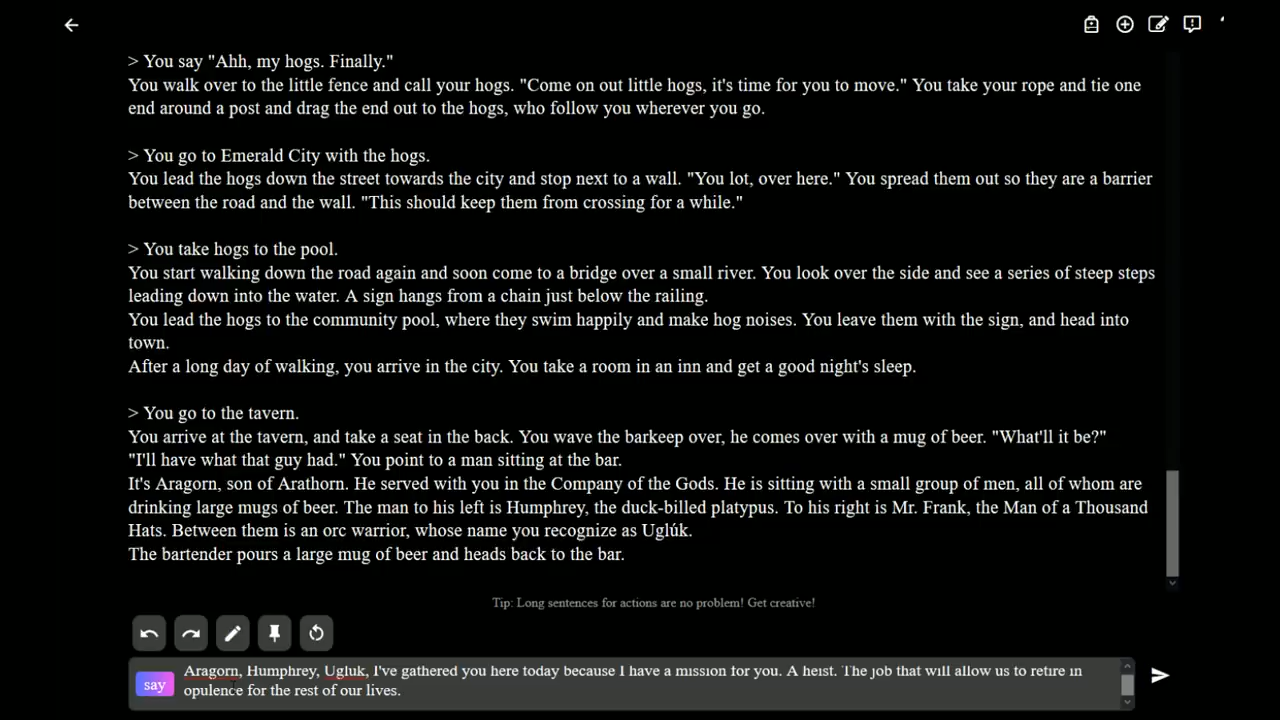 > You say "Ahh, my hogs. Finally."
You walk over to the little fence and call your hogs. "Come on out little hogs, it's time for you to move." You take your rope and tie one
end around a post and drag the end out to the hogs, who follow you wherever you go.
> You go to Emerald City with the hogs.
You lead the hogs down the street towards the city and stop next to a wall. "You lot, over here." You spread them out so they are a barrier
between the road and the wall. "This should keep them from crossing for a while."
> You take hogs to the pool.
You start walking down the road again and soon come to a bridge over a small river. You look over the side and see a series of steep steps
leading down into the water. A sign hangs from a chain just below the railing.
You lead the hogs to the community pool, where they swim happily and make hog noises. You leave them with the sign, and head into
town.
After a long day of walking, you arrive in the city. You take a room in an inn and get a good night's sleep.
> You go to the tavern.
You arrive at the tavern, and take a seat in the back. You wave the barkeep over, he comes over with a mug of beer. "What'll it be?"
"I'll have what that guy had." You point to a man sitting at the bar.
It's Aragorn, son of Arathorn. He served with you in the Company of the Gods. He is sitting with a small group of men, all of whom are
drinking large mugs of beer. The man to his left is Humphrey, the duck-billed platypus. To his right is Mr. Frank, the Man of a Thousand
Hats. Between them is an orc warrior, whose name you recognize as Uglúk.
The bartender pours a large mug of beer and heads back to the bar.
Tip: Long sentences for actions are no problem! Get creative!
say
Aragorn, Humphrey, Ugluk, I've gathered you here today because I have a mission for you. A heist. The job that will allow us to retire in
opulence for the rest of our lives.